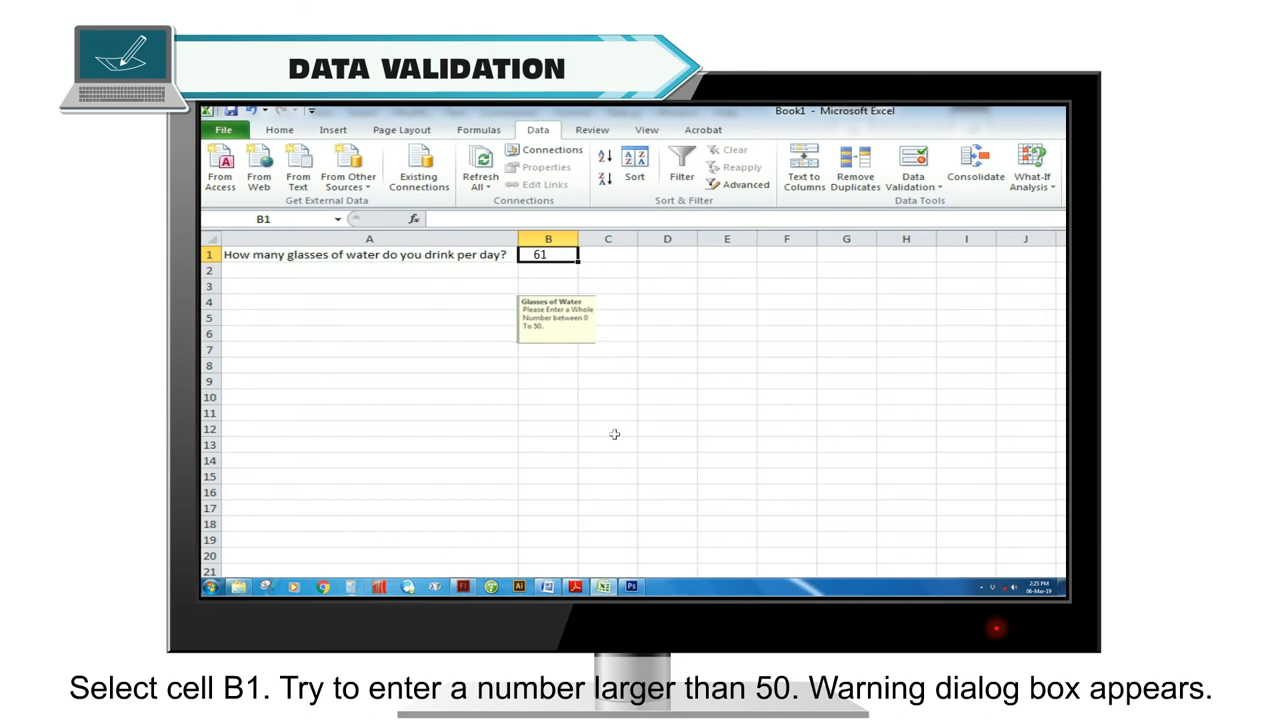 DATA VALIDATION
Book1 - Microsoft Excel
File Home Insert Page Layout Formulas Data Review View Acrobat
From Access
From Web
From Text
From Other Sources
Existing Connections
Get External Data
Refresh All
Connections
Properties
Edit Links
Connections
Sort
Filter
Clear
Reapply
Advanced
Sort & Filter
Text to Columns
Remove Duplicates
Data Validation
Consolidate
What-If Analysis
Data Tools
B1 fx
A B C D E F G H I J
1 How many glasses of water do you drink per day? 61
2
3
4
5
6
7
8
9
10
11
12
13
14
15
16
17
18
19
20
21
Glasses of Water
Please Enter a Whole
Number between 0
To 50.
2:25 PM
06-Mar-19
Select cell B1. Try to enter a number larger than 50. Warning dialog box appears.